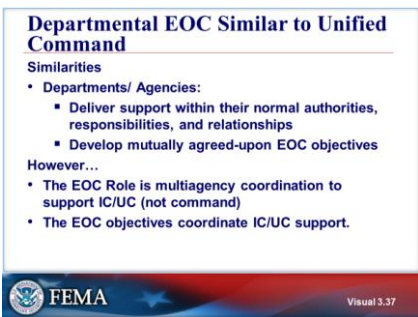 Departmental EOC Similar to Unified
Command
Similarities
• Departments/ Agencies:
▪ Deliver support within their normal authorities,
responsibilities, and relationships
▪ Develop mutually agreed-upon EOC objectives
However…
• The EOC Role is multiagency coordination to
support IC/UC (not command)
• The EOC objectives coordinate IC/UC support.
FEMA
Visual 3.37